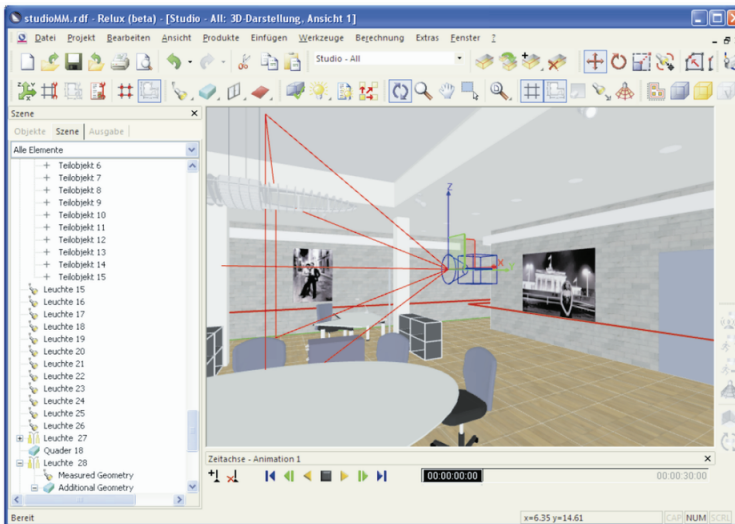 studioMM.rdf - Relux (beta) - [Studio - All: 3D-Darstellung, Ansicht 1]
Datei Projekt Bearbeiten Ansicht Produkte Einfügen Werkzeuge Berechnung Extras Fenster ?
Studio - All
Szene
Objekte Szene Ausgabe
Alle Elemente
Teilobjekt 6
Teilobjekt 7
Teilobjekt 8
Teilobjekt 9
Teilobjekt 10
Teilobjekt 11
Teilobjekt 12
Teilobjekt 13
Teilobjekt 14
Teilobjekt 15
Leuchte 15
Leuchte 16
Leuchte 17
Leuchte 18
Leuchte 19
Leuchte 20
Leuchte 21
Leuchte 22
Leuchte 23
Leuchte 24
Leuchte 25
Leuchte 26
Leuchte 27
Quader 18
Leuchte 28
Measured Geometry
Additional Geometry
Z
X
Zeitachse - Animation 1
00:00:00:00
00:00:30:00
Bereit
x=6.35 y=14.61
CAP NUM SCRL